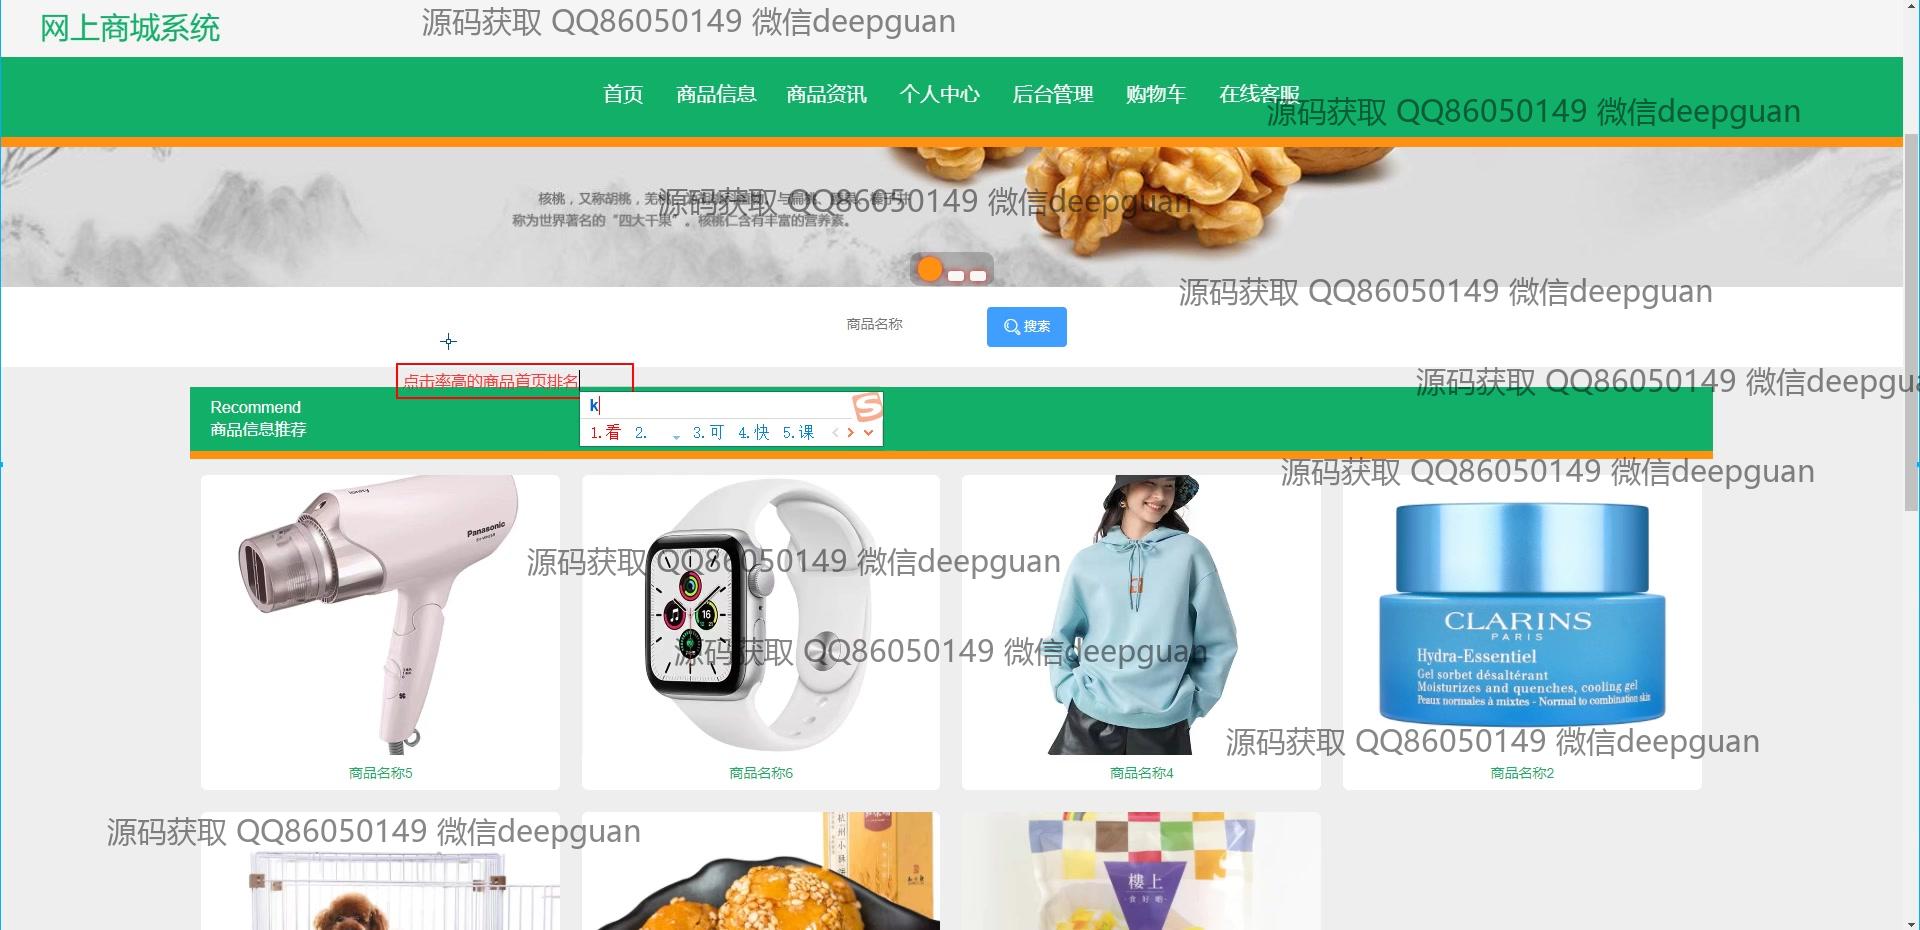 网上商城系统
源码获取 QQ86050149 微信deepguan
首页 商品信息 商品资讯 个人中心 后台管理 购物车 在线客服
源码获取 QQ86050149 微信deepguan
核桃，又称胡桃，羌桃
源码获取 QQ86050149 微信deepguan
称为世界著名的“四大干果”。核桃仁含有丰富的营养素。
源码获取 QQ86050149 微信deepguan
商品名称
搜索
点击率高的商品首页排名
源码获取 QQ86050149 微信deepgu
Recommend
商品信息推荐
k
S
1.看 2. 3.可 4.快 5.课
源码获取 QQ86050149 微信deepguan
Panasonic
16
CLARINS
PARIS
Hydra-Essentiel
Gel sorbet désaltérant
Moisturizes and quenches, cooling gel
Peaux normales à mixtes - Normal to combination skin
源码获取 QQ86050149 微信deepguan
源码获取 QQ86050149 微信deepguan
源码获取 QQ86050149 微信deepguan
商品名称5
商品名称6
商品名称4
商品名称2
源码获取 QQ86050149 微信deepguan
杭州小酥饼
樓上
食好啲